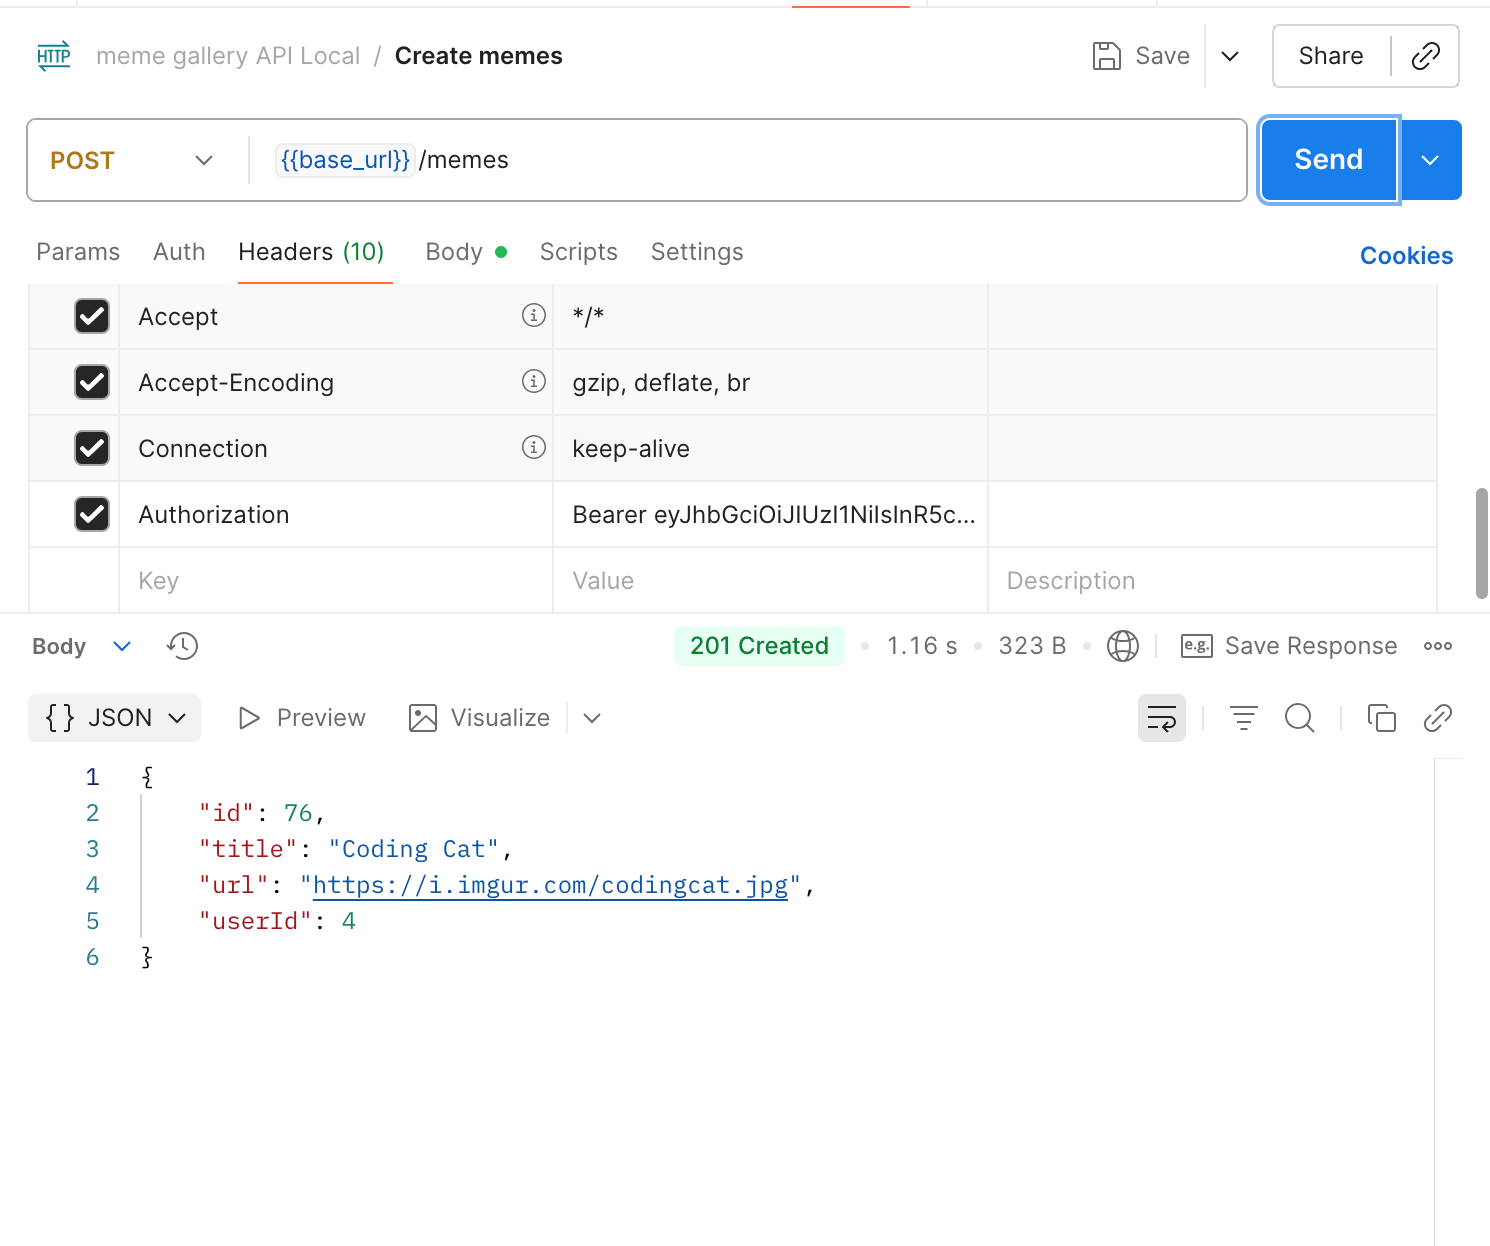 HTTP meme gallery API Local / Create memes Save Share
POST {{base_url}} /memes Send
Params Auth Headers (10) Body Scripts Settings Cookies
Accept */*
Accept-Encoding gzip, deflate, br
Connection keep-alive
Authorization Bearer eyJhbGciOiJIUzI1NiIsInR5c...
Key Value Description
Body 201 Created 1.16 s 323 B e.g. Save Response
{} JSON Preview Visualize
1 {
2 "id": 76,
3 "title": "Coding Cat",
4 "url": "https://i.imgur.com/codingcat.jpg",
5 "userId": 4
6 }